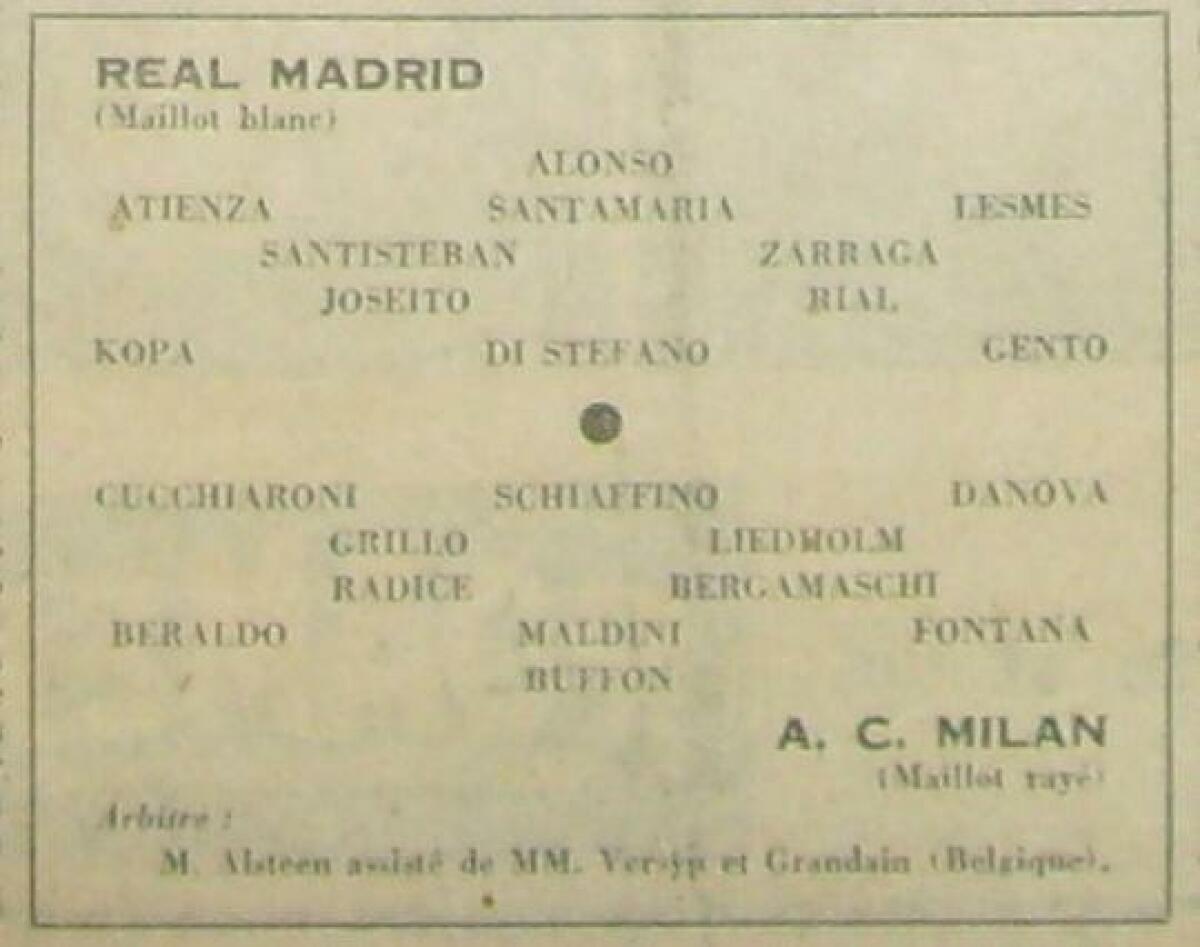 REAL MADRID
(Maillot blanc)
ALONSO
ATIENZA SANTAMARIA LESMES
SANTISTEBAN ZARRAGA
JOSEITO RIAL
KOPA DI STEFANO GENTO
CUCCHIARONI SCHIAFFINO DANOVA
GRILLO LIEDHOLM
RADICE BERGAMASCHI
BERALDO MALDINI FONTANA
BUFFON
A. C. MILAN
(Maillot rayé)
Arbitre :
M. Alsteen assisté de MM. Versyp et Grandain (Belgique).